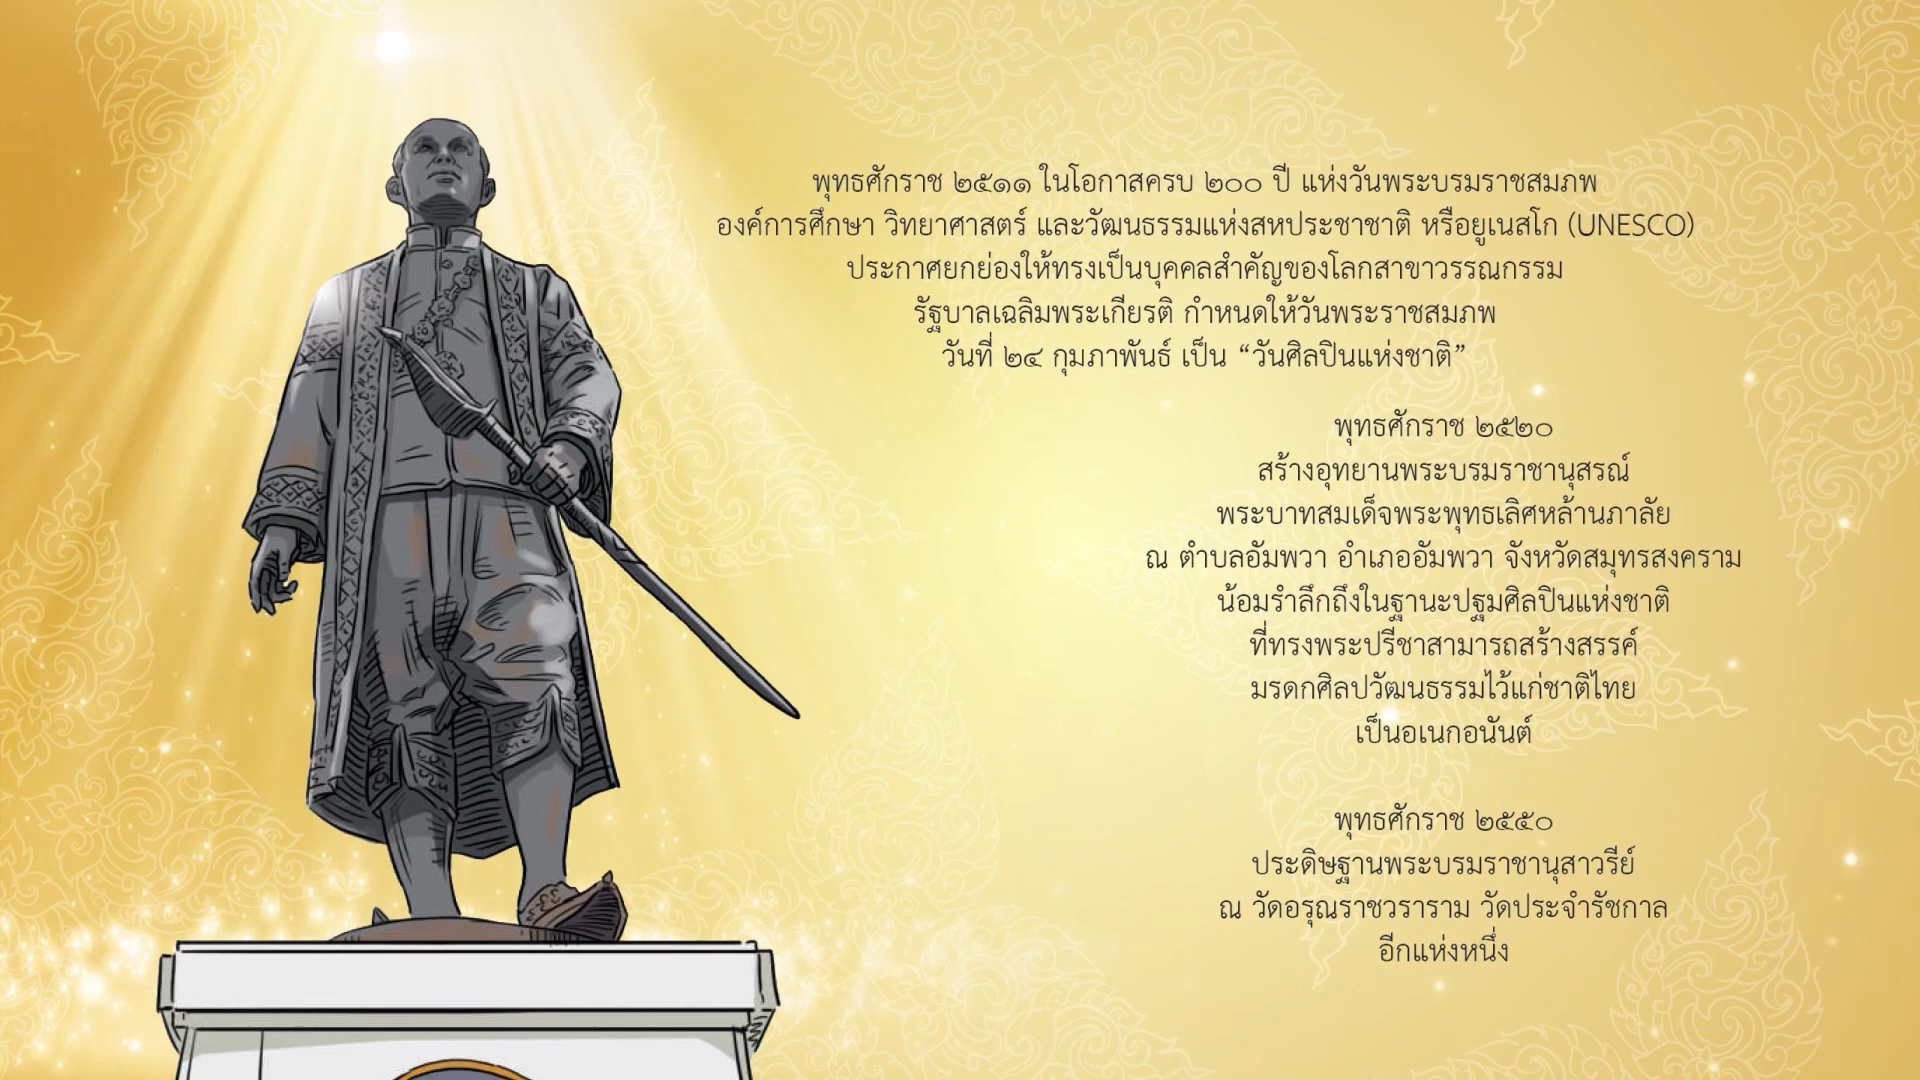 พุทธศักราช ๒๕๑๑ ในโอกาสครบ ๒๐๐ ปี แห่งวันพระบรมราชสมภพ
องค์การศึกษา วิทยาศาสตร์ และวัฒนธรรมแห่งสหประชาชาติ หรือยูเนสโก (UNESCO)
ประกาศยกย่องให้ทรงเป็นบุคคลสำคัญของโลกสาขาวรรณกรรม
รัฐบาลเฉลิมพระเกียรติ กำหนดให้วันพระราชสมภพ
วันที่ ๒๔ กุมภาพันธ์ เป็น “วันศิลปินแห่งชาติ”
พุทธศักราช ๒๕๒๐
สร้างอุทยานพระบรมราชานุสรณ์
พระบาทสมเด็จพระพุทธเลิศหล้านภาลัย
ณ ตำบลอัมพวา อำเภออัมพวา จังหวัดสมุทรสงคราม
น้อมรำลึกถึงในฐานะปฐมศิลปินแห่งชาติ
ที่ทรงพระปรีชาสามารถสร้างสรรค์
มรดกศิลปวัฒนธรรมไว้แก่ชาติไทย
เป็นอเนกอนันต์
พุทธศักราช ๒๕๕๐
ประดิษฐานพระบรมราชานุสาวรีย์
ณ วัดอรุณราชวราราม วัดประจำรัชกาล
อีกแห่งหนึ่ง